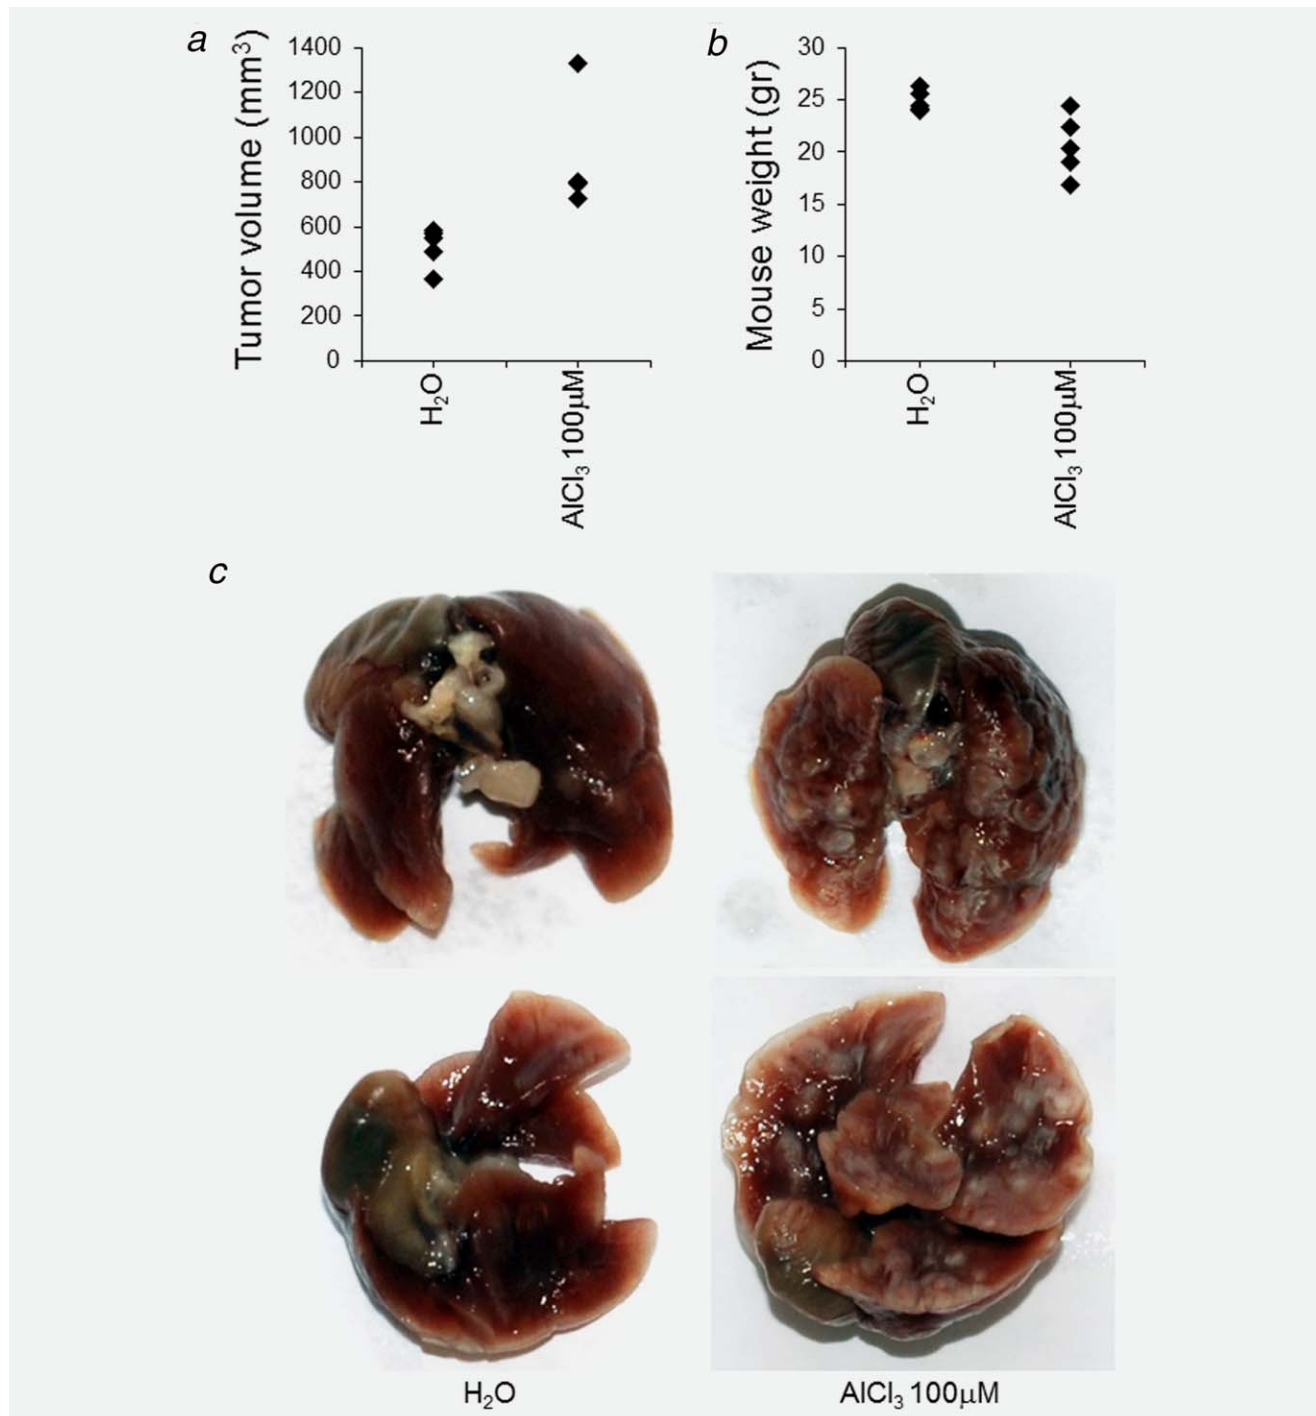 a
Tumor volume (mm³)
1400
1200
1000
800
600
400
200
0
H₂O
AlCl₃ 100µM
b
Mouse weight (gr)
30
25
20
15
10
5
0
H₂O
AlCl₃ 100µM
c
H₂O
AlCl₃ 100µM